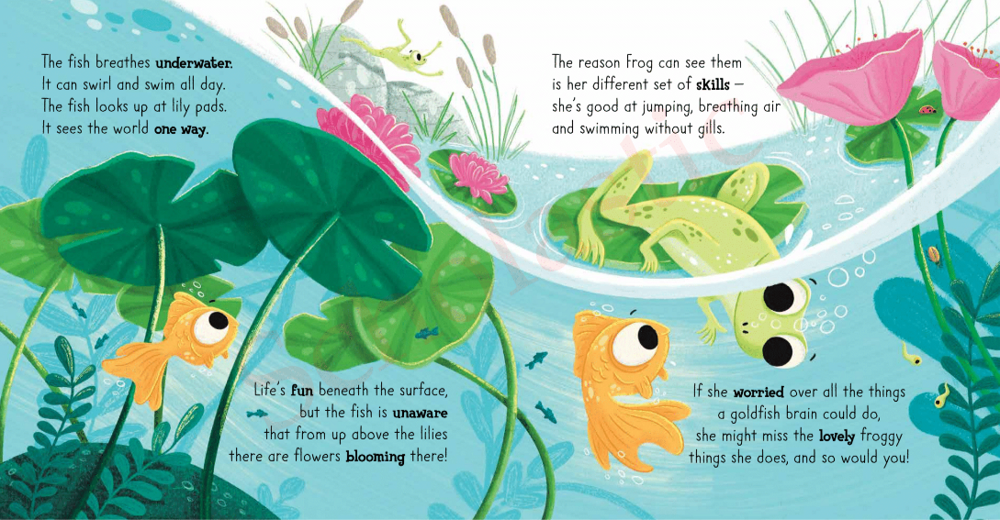 The fish breathes underwater.
It can swirl and swim all day.
The fish looks up at lily pads.
It sees the world one way.
Life's fun beneath the surface,
but the fish is unaware
that from up above the lilies
there are flowers blooming there!
The reason Frog can see them
is her different set of skills –
she's good at jumping, breathing air
and swimming without gills.
If she worried over all the things
a goldfish brain could do,
she might miss the lovely froggy
things she does, and so would you!